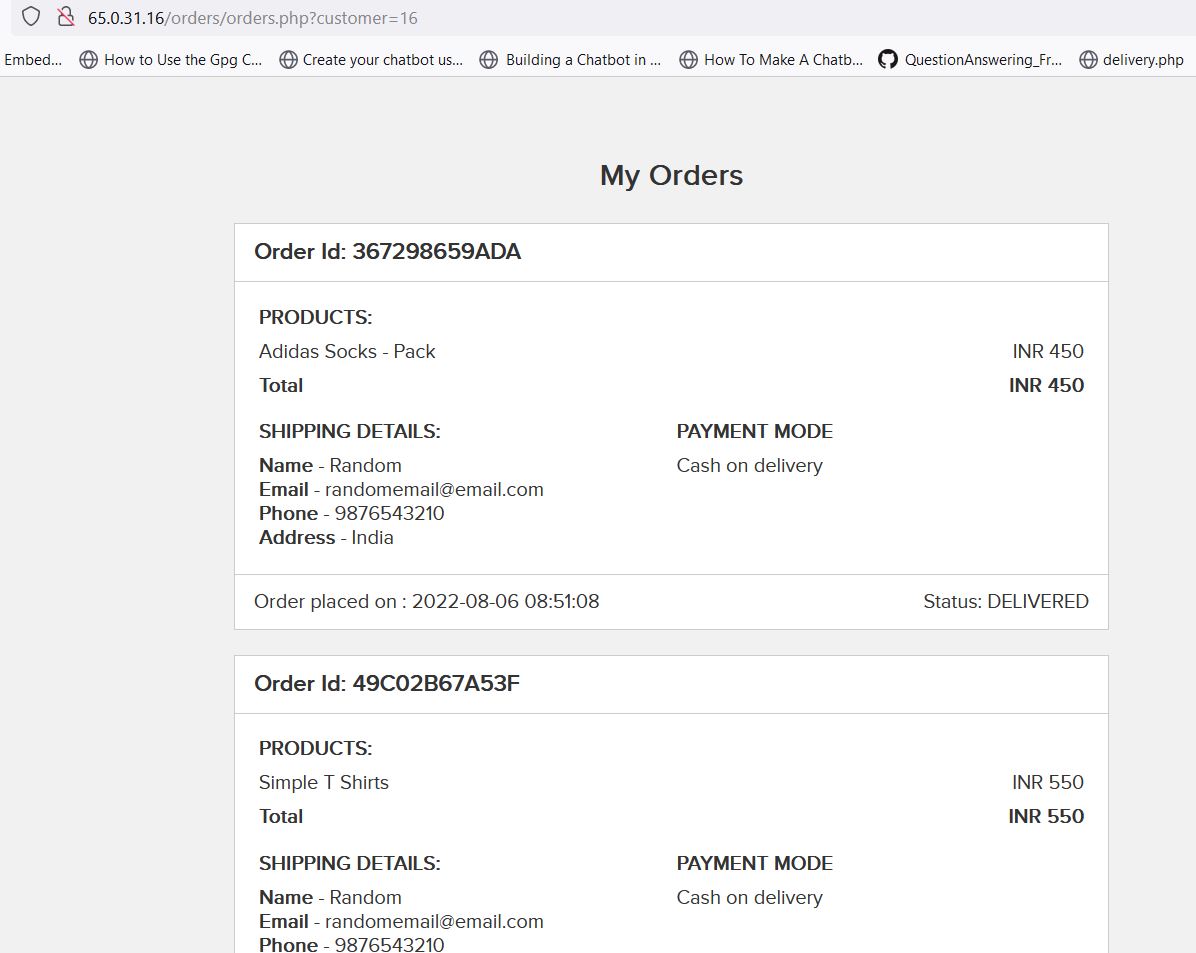 65.0.31.16/orders/orders.php?customer=16
Embed... How to Use the Gpg C... Create your chatbot us... Building a Chatbot in ... How To Make A Chatb... QuestionAnswering_Fr... delivery.php
My Orders
Order Id: 367298659ADA
PRODUCTS:
Adidas Socks - Pack INR 450
Total INR 450
SHIPPING DETAILS: PAYMENT MODE
Name - Random Cash on delivery
Email - randomemail@email.com
Phone - 9876543210
Address - India
Order placed on : 2022-08-06 08:51:08 Status: DELIVERED
Order Id: 49C02B67A53F
PRODUCTS:
Simple T Shirts INR 550
Total INR 550
SHIPPING DETAILS: PAYMENT MODE
Name - Random Cash on delivery
Email - randomemail@email.com
Phone - 9876543210